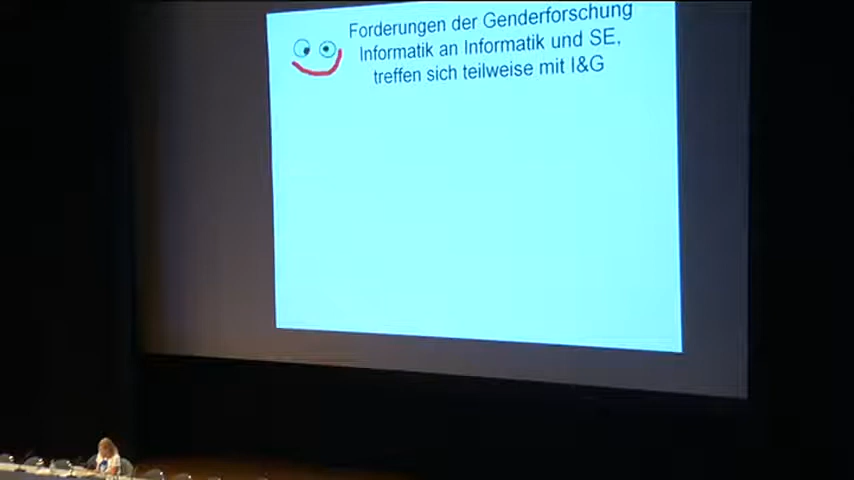 Forderungen der Genderforschung
Informatik an Informatik und SE,
treffen sich teilweise mit I&G